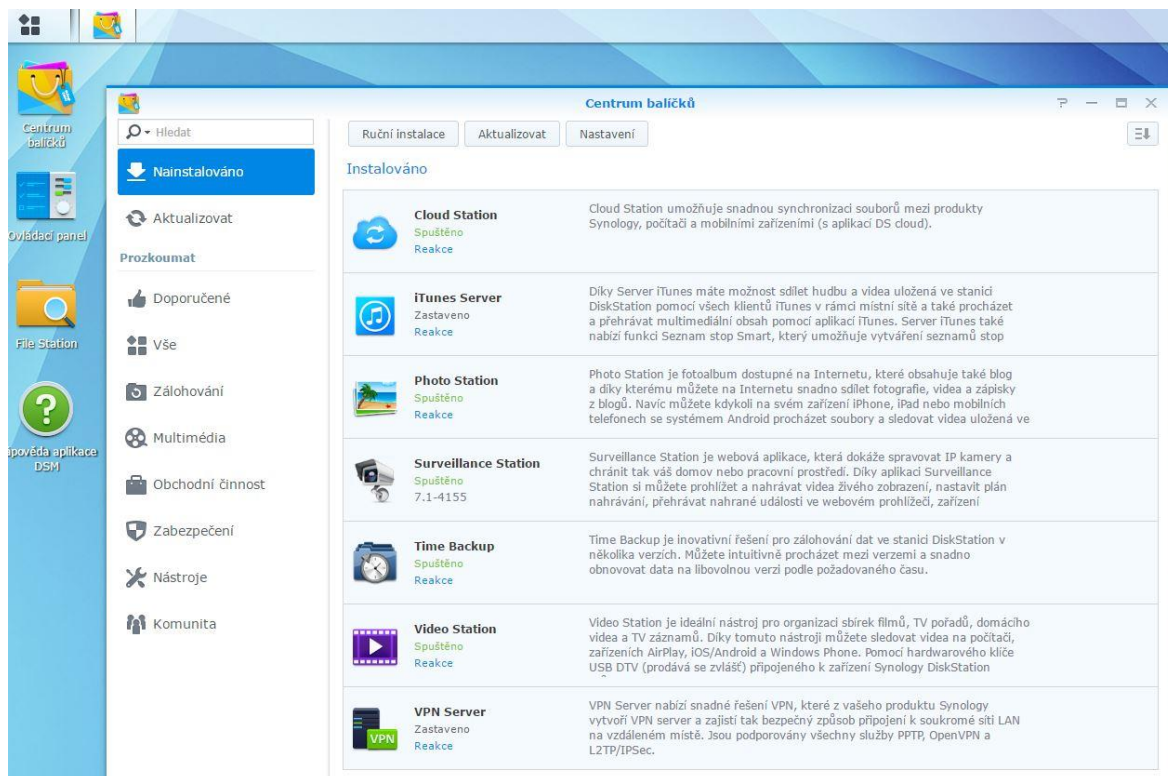 Centrum
balíčků
Ovládací panel
File Station
ápověda aplikace
DSM
Centrum balíčků
Hledat
Nainstalováno
Aktualizovat
Prozkoumat
Doporučené
Vše
Zálohování
Multimédia
Obchodní činnost
Zabezpečení
Nástroje
Komunita
Ruční instalace
Aktualizovat
Nastavení
Instalováno
Cloud Station
Spuštěno
Reakce
Cloud Station umožňuje snadnou synchronizaci souborů mezi produkty
Synology, počítači a mobilními zařízeními (s aplikací DS cloud).
iTunes Server
Zastaveno
Reakce
Díky Server iTunes máte možnost sdílet hudbu a videa uložená ve stanici
DiskStation pomocí všech klientů iTunes v rámci místní sítě a také procházet
a přehrávat multimediální obsah pomocí aplikací iTunes. Server iTunes také
nabízí funkci Seznam stop Smart, který umožňuje vytváření seznamů stop
Photo Station
Spuštěno
Reakce
Photo Station je fotoalbum dostupné na Internetu, které obsahuje také blog
a díky kterému můžete na Internetu snadno sdílet fotografie, videa a zápisky
z blogů. Navíc můžete kdykoli na svém zařízení iPhone, iPad nebo mobilních
telefonech se systémem Android procházet soubory a sledovat videa uložená ve
Surveillance Station
Spuštěno
7.1-4155
Surveillance Station je webová aplikace, která dokáže spravovat IP kamery a
chránit tak váš domov nebo pracovní prostředí. Díky aplikaci Surveillance
Station si můžete prohlížet a nahrávat videa živého zobrazení, nastavit plán
nahrávání, přehrávat nahrané události ve webovém prohlížeči, zařízení
Time Backup
Spuštěno
Reakce
Time Backup je inovativní řešení pro zálohování dat ve stanici DiskStation v
několika verzích. Můžete intuitivně procházet mezi verzemi a snadno
obnovovat data na libovolnou verzi podle požadovaného času.
Video Station
Spuštěno
Reakce
Video Station je ideální nástroj pro organizaci sbírek filmů, TV pořadů, domácího
videa a TV záznamů. Díky tomuto nástroji můžete sledovat videa na počítači,
zařízeních AirPlay, iOS/Android a Windows Phone. Pomocí hardwarového klíče
USB DTV (prodává se zvlášť) připojeného k zařízení Synology DiskStation
VPN
VPN Server
Zastaveno
Reakce
VPN Server nabízí snadné řešení VPN, které z vašeho produktu Synology
vytvoří VPN server a zajistí tak bezpečný způsob připojení k soukromé síti LAN
na vzdáleném místě. Jsou podporovány všechny služby PPTP, OpenVPN a
L2TP/IPSec.